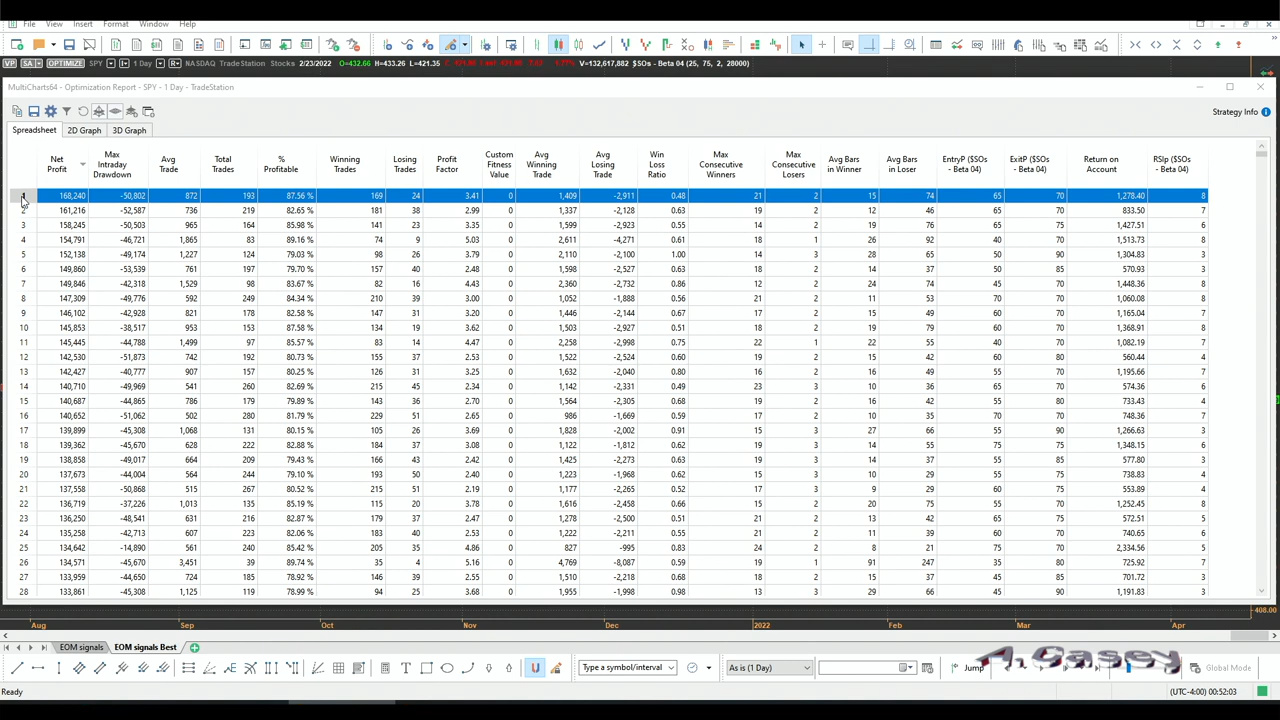 File View Insert Format Window Help
VP SA OPTIMIZE SPY I 1 Day R NASDAQ TradeStation Stocks 2/23/2022 O=432.66 H=433.26 L=421.35 V=132,617,882 $SOs - Beta 04 (25, 75, 2, 28000)
MultiCharts64 - Optimization Report - SPY - 1 Day - TradeStation
Strategy Info
Spreadsheet 2D Graph 3D Graph
Net Profit Max Intraday Drawdown Avg Trade Total Trades % Profitable Winning Trades Losing Trades Profit Factor Custom Fitness Value Avg Winning Trade Avg Losing Trade Win Loss Ratio Max Consecutive Winners Max Consecutive Losers Avg Bars in Winner Avg Bars in Loser EntryP ($SOs - Beta 04) ExitP ($SOs - Beta 04) Return on Account RSIp ($SOs - Beta 04)
1 168,240 -50,802 872 193 87.56 % 169 24 3.41 0 1,409 -2,911 0.48 21 2 15 74 65 70 1,278.40 8
2 161,216 -52,587 736 219 82.65 % 181 38 2.99 0 1,337 -2,128 0.63 19 2 12 46 65 70 833.50 7
3 158,245 -50,503 965 164 85.98 % 141 23 3.35 0 1,599 -2,923 0.55 14 2 19 76 65 75 1,427.51 6
4 154,791 -46,721 1,865 83 89.16 % 74 9 5.03 0 2,611 -4,271 0.61 18 1 26 92 40 70 1,513.73 8
5 152,138 -49,174 1,227 124 79.03 % 98 26 3.79 0 2,110 -2,100 1.00 14 3 28 65 50 90 1,304.83 3
6 149,860 -53,539 761 197 79.70 % 157 40 2.48 0 1,598 -2,527 0.63 18 2 14 37 50 85 570.93 3
7 149,846 -42,318 1,529 98 83.67 % 82 16 4.43 0 2,360 -2,732 0.86 12 2 24 74 45 70 1,448.36 8
8 147,309 -49,776 592 249 84.34 % 210 39 3.00 0 1,052 -1,888 0.56 21 2 11 53 70 70 1,060.08 8
9 146,102 -42,928 821 178 82.58 % 147 31 3.20 0 1,446 -2,144 0.67 17 2 15 49 60 70 1,165.04 7
10 145,853 -38,517 953 153 87.58 % 134 19 3.62 0 1,503 -2,927 0.51 18 2 19 79 60 70 1,368.91 8
11 145,445 -44,788 1,499 97 85.57 % 83 14 4.47 0 2,258 -2,998 0.75 22 1 22 55 40 70 1,082.19 7
12 142,530 -51,873 742 192 80.73 % 155 37 2.53 0 1,522 -2,524 0.60 19 2 15 42 60 80 560.44 4
13 142,427 -40,777 907 157 80.25 % 126 31 3.25 0 1,632 -2,040 0.80 16 2 16 49 55 70 1,195.66 7
14 140,710 -49,969 541 260 82.69 % 215 45 2.34 0 1,142 -2,331 0.49 23 3 10 36 65 70 574.36 6
15 140,687 -44,865 786 179 79.89 % 143 36 2.70 0 1,564 -2,305 0.68 17 2 16 42 55 80 733.43 4
16 140,652 -51,062 502 280 81.79 % 229 51 2.65 0 986 -1,669 0.59 17 3 10 35 70 70 748.36 7
17 139,899 -45,308 1,068 131 80.15 % 105 26 3.69 0 1,828 -2,002 0.91 15 3 27 66 55 90 1,266.63 3
18 139,362 -45,670 628 222 82.88 % 184 37 3.08 0 1,122 -1,812 0.62 22 3 14 55 75 75 1,348.15 6
19 138,858 -49,017 664 209 79.43 % 166 43 2.42 0 1,425 -2,273 0.63 19 3 14 37 55 80 577.80 3
20 137,673 -44,004 564 244 79.10 % 193 50 2.40 0 1,223 -1,968 0.62 15 3 10 29 55 70 738.83 4
21 137,558 -50,868 515 267 80.52 % 215 51 2.19 0 1,177 -2,265 0.52 17 3 9 29 60 75 553.89 4
22 136,719 -37,226 1,013 135 85.19 % 115 20 3.78 0 1,616 -2,458 0.66 15 2 20 75 55 70 1,252.45 8
23 136,250 -48,541 631 216 82.87 % 179 37 2.47 0 1,278 -2,500 0.51 21 2 13 42 65 75 572.51 5
24 135,258 -42,713 607 223 82.06 % 183 40 2.53 0 1,222 -2,211 0.55 21 2 11 39 60 70 740.65 6
25 134,642 -14,890 561 240 85.42 % 205 35 4.86 0 827 -995 0.83 24 2 8 21 75 70 2,334.56 5
26 134,571 -45,656 3,451 39 89.74 % 35 4 5.16 0 4,769 -8,087 0.59 19 1 91 247 35 80 725.92 7
27 133,959 -44,650 724 185 78.92 % 146 39 2.55 0 1,510 -2,218 0.68 18 2 15 37 45 70 701.72 3
28 133,861 -45,308 1,125 119 78.99 % 94 25 3.68 0 1,955 -1,998 0.98 13 3 29 66 45 90 1,191.83 3
408.00
Aug Sep Oct Nov Dec 2022 Feb Mar Apr
EOM signals EOM signals Best
Type a symbol/interval As is (1 Day) Jump A. Casey Global Mode
Ready (UTC-4:00) 00:52:03